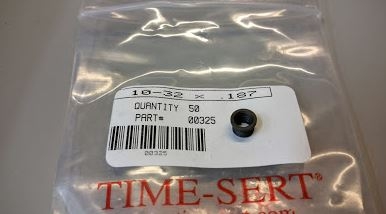 10-32 x .187
QUANTITY 50
PART# 00325
00325
TIME-SERT®